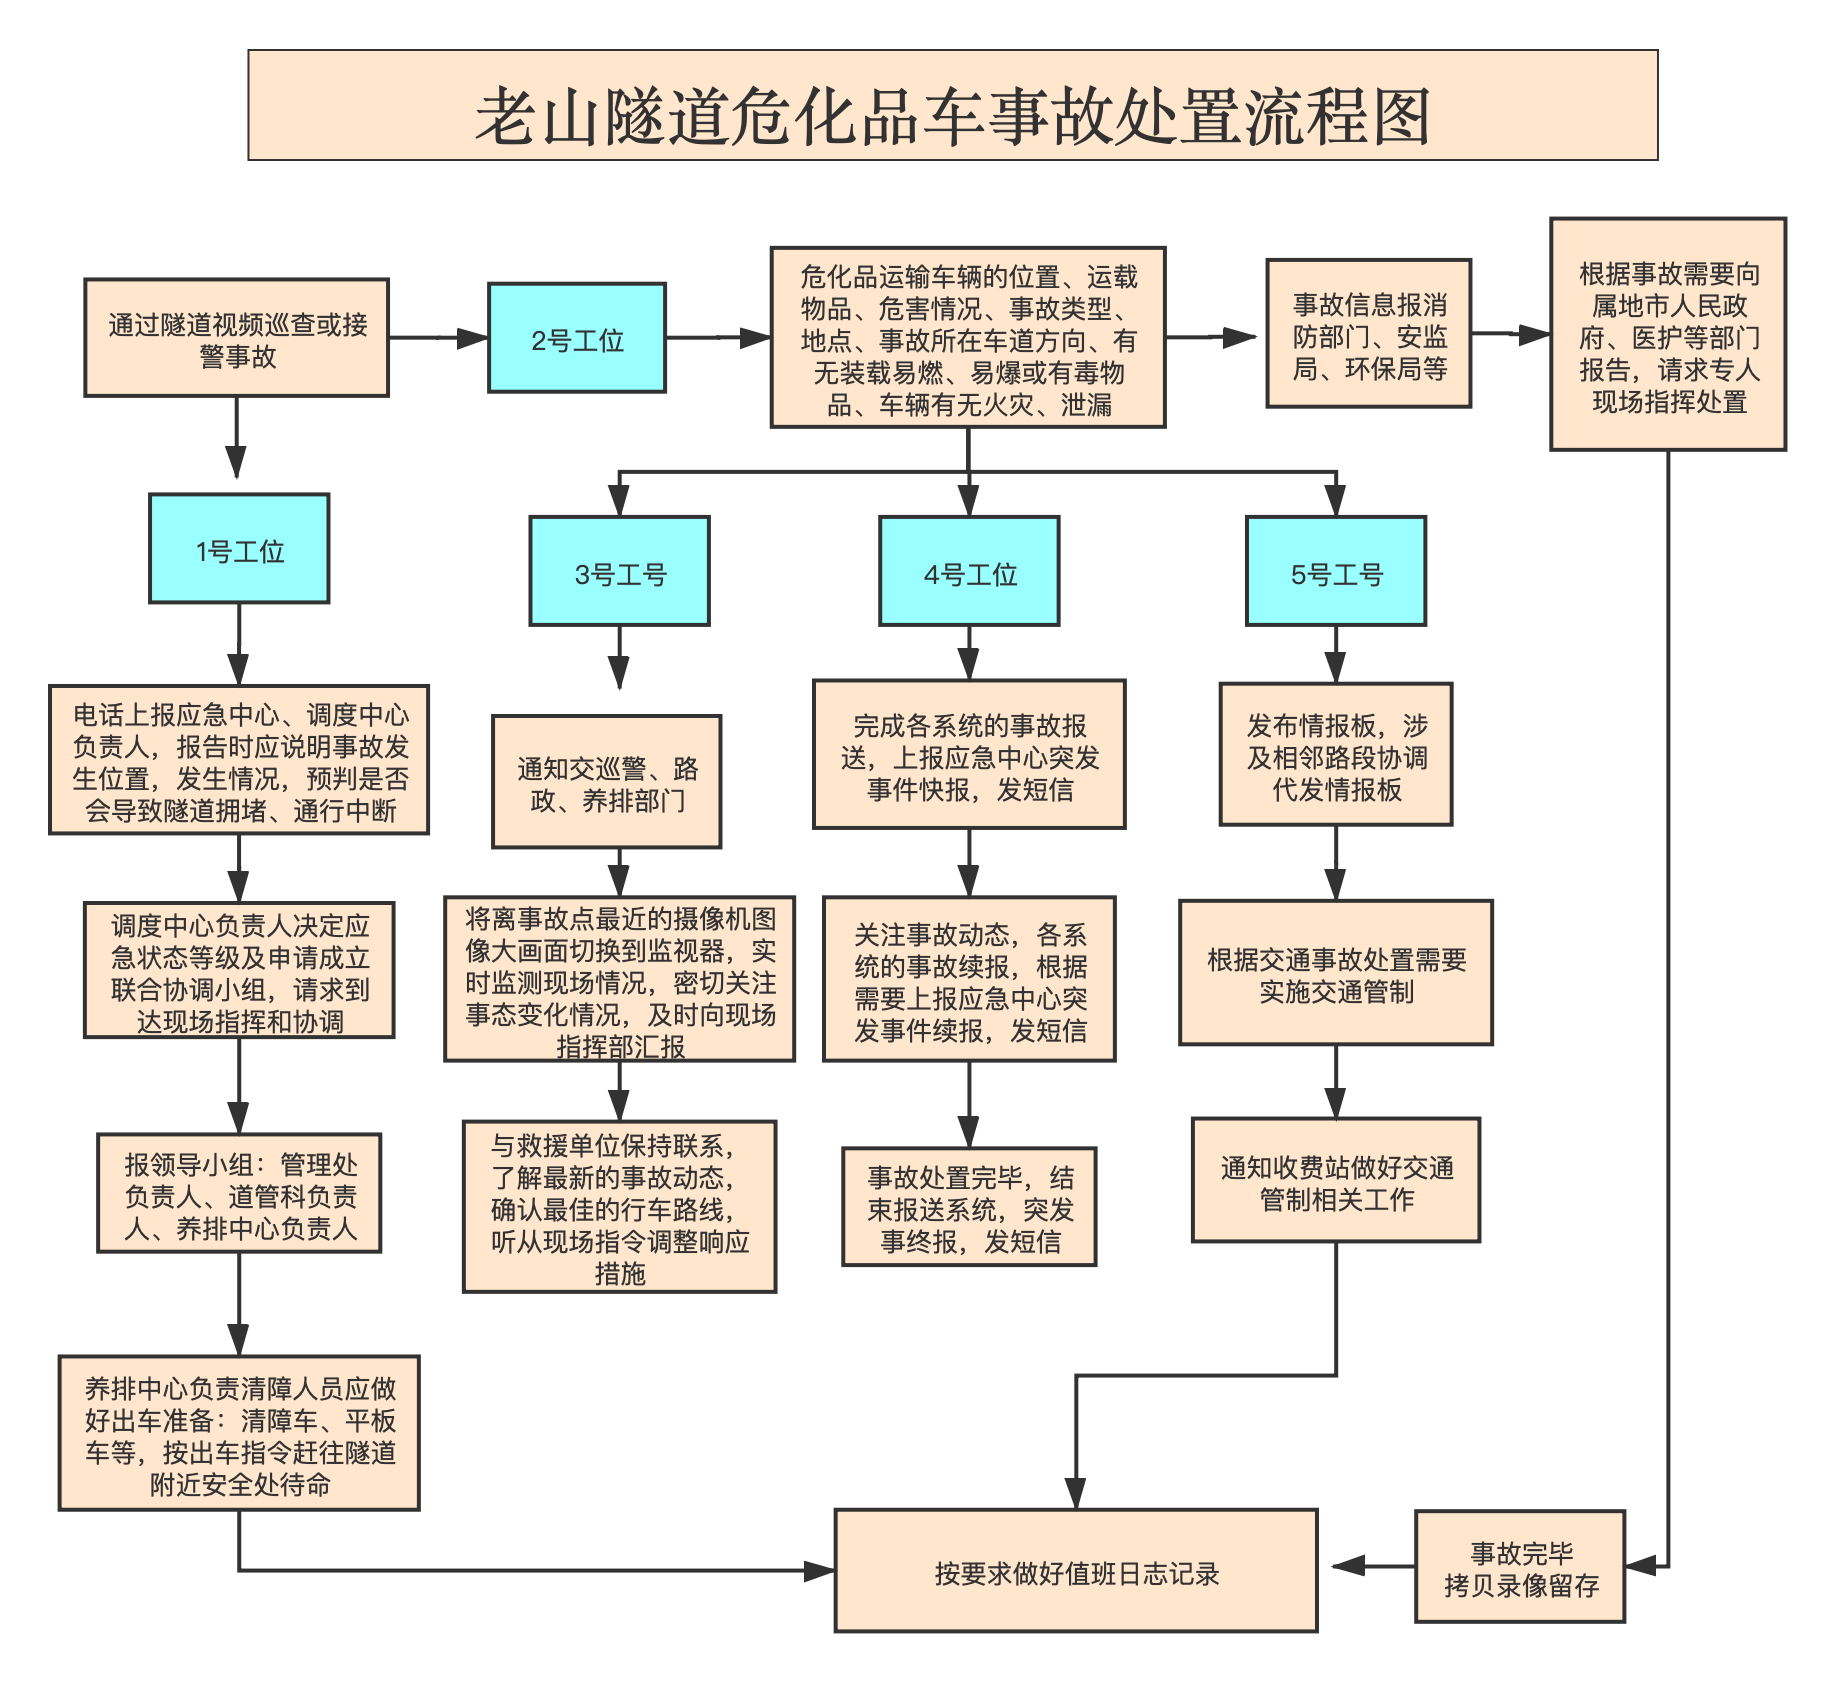 老山隧道危化品车事故处置流程图
通过隧道视频巡查或接
警事故
2号工位
危化品运输车辆的位置、运载
物品、危害情况、事故类型、
地点、事故所在车道方向、有
无装载易燃、易爆或有毒物
品、车辆有无火灾、泄漏
事故信息报消
防部门、安监
局、环保局等
根据事故需要向
属地市人民政
府、医护等部门
报告，请求专人
现场指挥处置
1号工位
3号工号
4号工位
5号工号
电话上报应急中心、调度中心
负责人，报告时应说明事故发
生位置，发生情况，预判是否
会导致隧道拥堵、通行中断
通知交巡警、路
政、养排部门
完成各系统的事故报
送，上报应急中心突发
事件快报，发短信
发布情报板，涉
及相邻路段协调
代发情报板
调度中心负责人决定应
急状态等级及申请成立
联合协调小组，请求到
达现场指挥和协调
将离事故点最近的摄像机图
像大画面切换到监视器，实
时监测现场情况，密切关注
事态变化情况，及时向现场
指挥部汇报
关注事故动态，各系
统的事故续报，根据
需要上报应急中心突
发事件续报，发短信
根据交通事故处置需要
实施交通管制
报领导小组：管理处
负责人、道管科负责
人、养排中心负责人
与救援单位保持联系，
了解最新的事故动态，
确认最佳的行车路线，
听从现场指令调整响应
措施
事故处置完毕，结
束报送系统，突发
事终报，发短信
通知收费站做好交通
管制相关工作
养排中心负责清障人员应做
好出车准备：清障车、平板
车等，按出车指令赶往隧道
附近安全处待命
按要求做好值班日志记录
事故完毕
拷贝录像留存